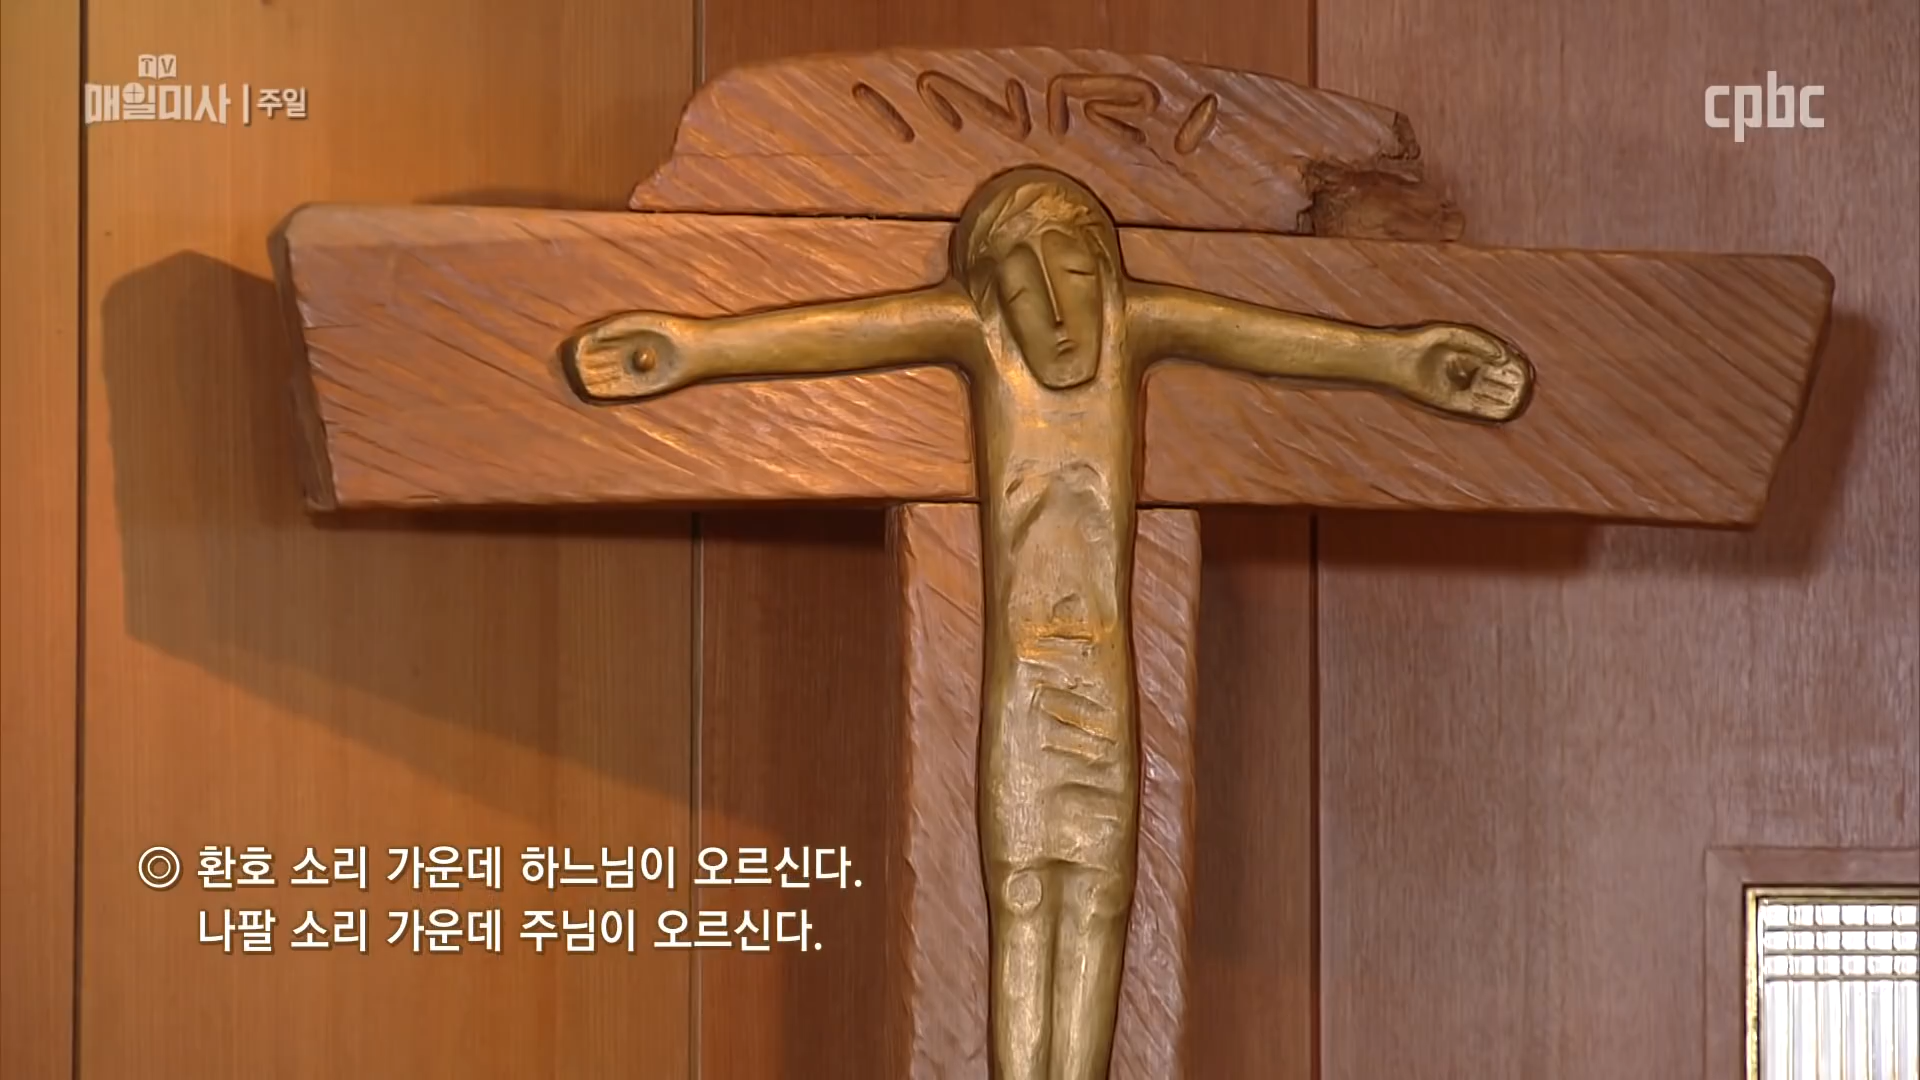 TV
매일미사 | 주일
cpbc
INRI
◎ 환호 소리 가운데 하느님이 오르신다.
나팔 소리 가운데 주님이 오르신다.